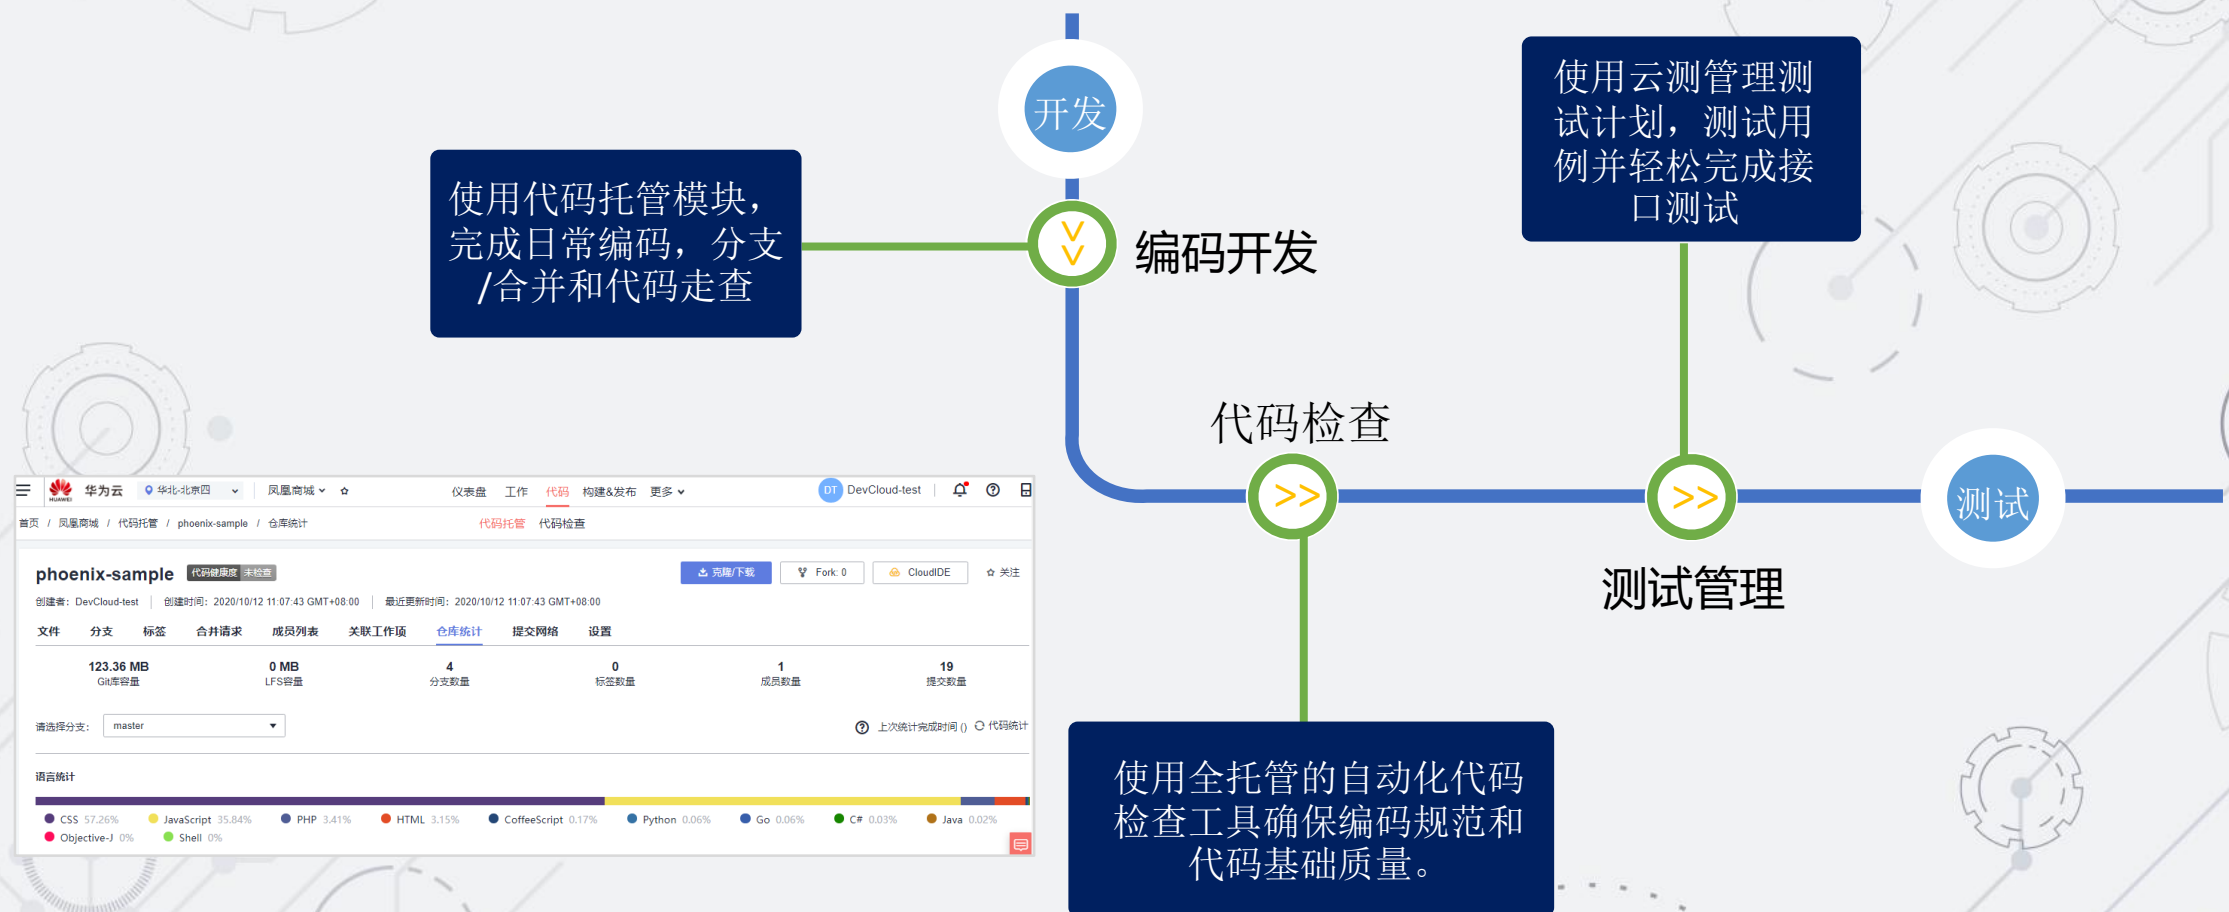 开发
使用代码托管模块，
完成日常编码，分支
/合并和代码走查
编码开发
使用云测管理测
试计划，测试用
例并轻松完成接
口测试
代码检查
>>
>>
测试
测试管理
使用全托管的自动化代码
检查工具确保编码规范和
代码基础质量。
HUAWEI 华为云 华北-北京四 凤凰商城 仪表盘 工作 代码 构建&发布 更多 DT DevCloud-test
首页 / 凤凰商城 / 代码托管 / phoenix-sample / 仓库统计 代码托管 代码检查
phoenix-sample 代码健康度 未检查 克隆/下载 Fork: 0 CloudIDE 关注
创建者: DevCloud-test 创建时间: 2020/10/12 11:07:43 GMT+08:00 最近更新时间: 2020/10/12 11:07:43 GMT+08:00
文件 分支 标签 合并请求 成员列表 关联工作项 仓库统计 提交网络 设置
123.36 MB 0 MB 4 0 1 19
Git库容量 LFS容量 分支数量 标签数量 成员数量 提交数量
请选择分支: master 上次统计完成时间 () 代码统计
语言统计
CSS 57.26% JavaScript 35.84% PHP 3.41% HTML 3.15% CoffeeScript 0.17% Python 0.06% Go 0.06% C# 0.03% Java 0.02%
Objective-J 0% Shell 0%